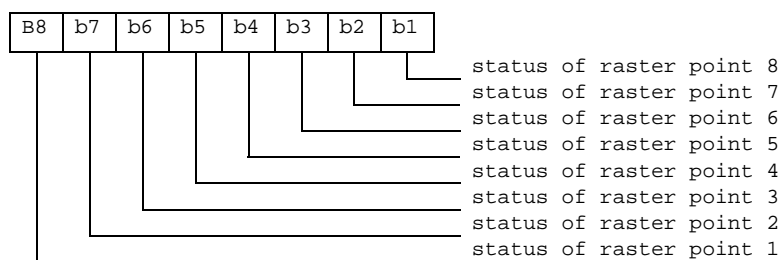 B8 b7 b6 b5 b4 b3 b2 b1
status of raster point 8
status of raster point 7
status of raster point 6
status of raster point 5
status of raster point 4
status of raster point 3
status of raster point 2
status of raster point 1